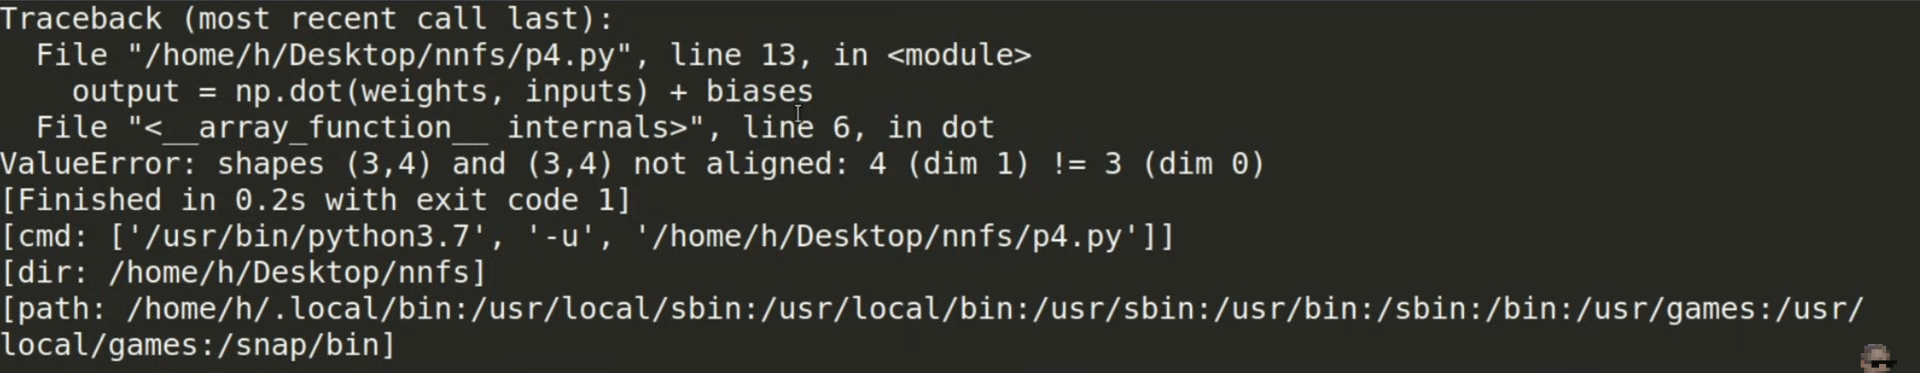 Traceback (most recent call last):
  File "/home/h/Desktop/nnfs/p4.py", line 13, in <module>
    output = np.dot(weights, inputs) + biases
  File "<__array_function__ internals>", line 6, in dot
ValueError: shapes (3,4) and (3,4) not aligned: 4 (dim 1) != 3 (dim 0)
[Finished in 0.2s with exit code 1]
[cmd: ['/usr/bin/python3.7', '-u', '/home/h/Desktop/nnfs/p4.py']]
[dir: /home/h/Desktop/nnfs]
[path: /home/h/.local/bin:/usr/local/sbin:/usr/local/bin:/usr/sbin:/usr/bin:/sbin:/bin:/usr/games:/usr/
local/games:/snap/bin]